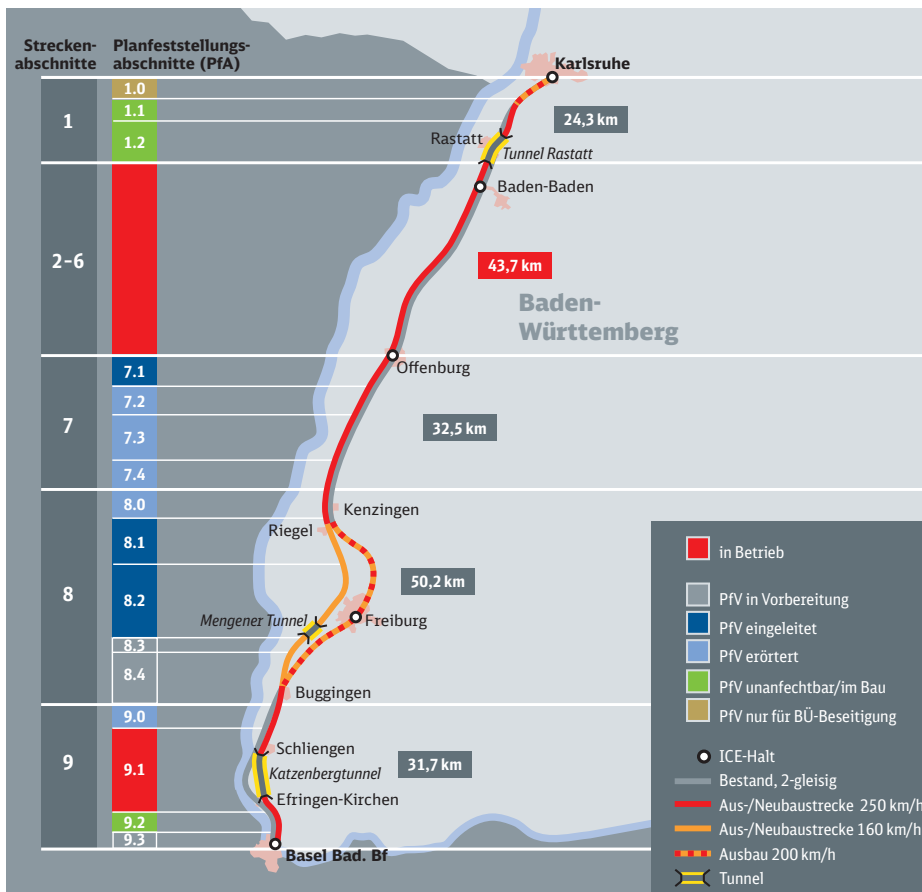 Strecken-
abschnitte
Planfeststellungs-
abschnitte (PfA)
1
1.0
1.1
1.2
2-6
7
7.1
7.2
7.3
7.4
8
8.0
8.1
8.2
8.3
8.4
9
9.0
9.1
9.2
9.3
Karlsruhe
24,3 km
Rastatt
Tunnel Rastatt
Baden-Baden
43,7 km
Baden-
Württemberg
Offenburg
32,5 km
Kenzingen
Riegel
50,2 km
Mengener Tunnel
Freiburg
Buggingen
Schliengen
31,7 km
Katzenbergtunnel
Efringen-Kirchen
Basel Bad. Bf
in Betrieb
PfV in Vorbereitung
PfV eingeleitet
PfV erörtert
PfV unanfechtbar/im Bau
PfV nur für BÜ-Beseitigung
ICE-Halt
Bestand, 2-gleisig
Aus-/Neubaustrecke 250 km/h
Aus-/Neubaustrecke 160 km/h
Ausbau 200 km/h
Tunnel